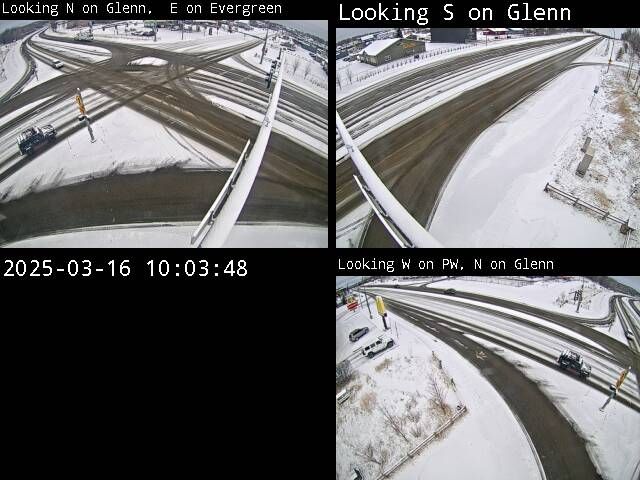 Looking N on Glenn,  E on Evergreen
Looking S on Glenn
2025-03-16 10:03:48
Looking W on PW, N on Glenn